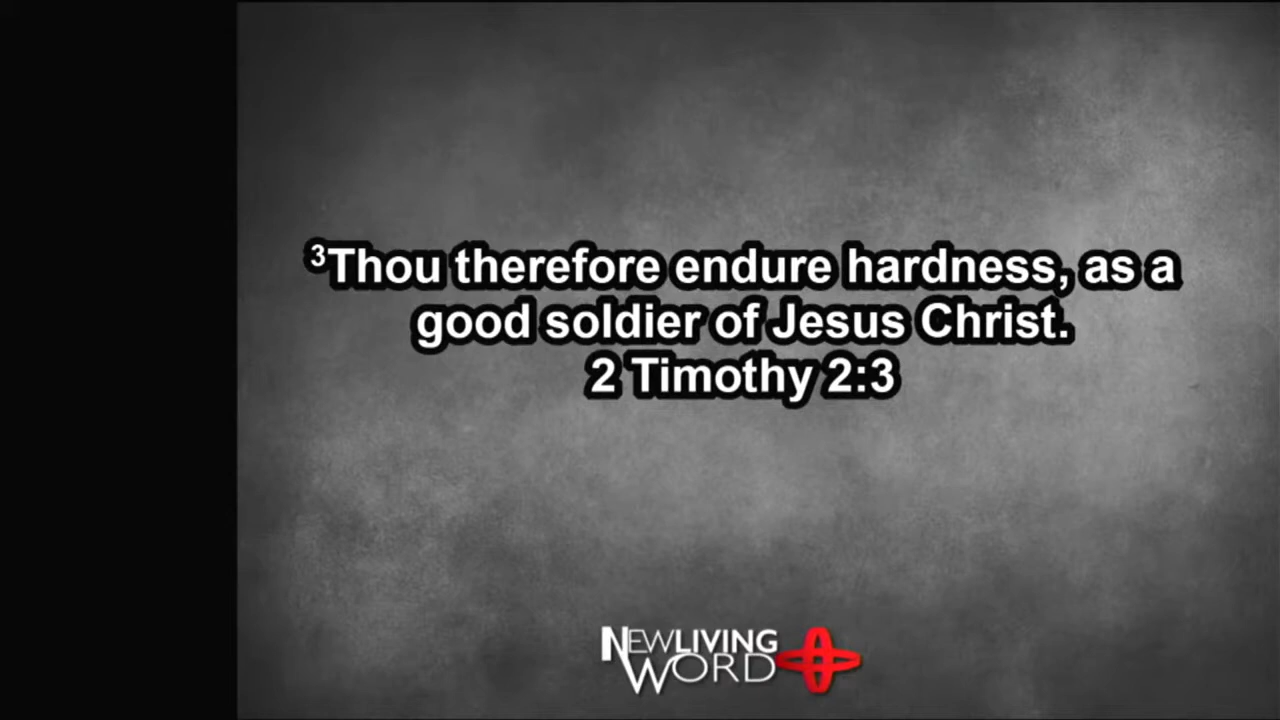 ³Thou therefore endure hardness, as a
good soldier of Jesus Christ.
2 Timothy 2:3
NEWLIVING
WORD